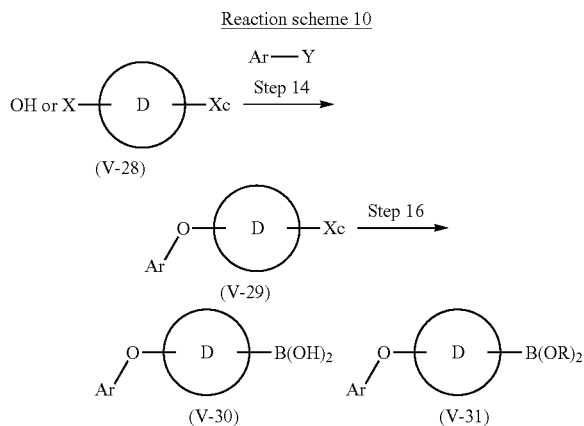 Reaction scheme 10
Ar—Y
Step 14
OH or X D Xc
(V-28)
O D Xc Step 16
Ar
(V-29)
O D B(OH)2 O D B(OR)2
Ar Ar
(V-30) (V-31)